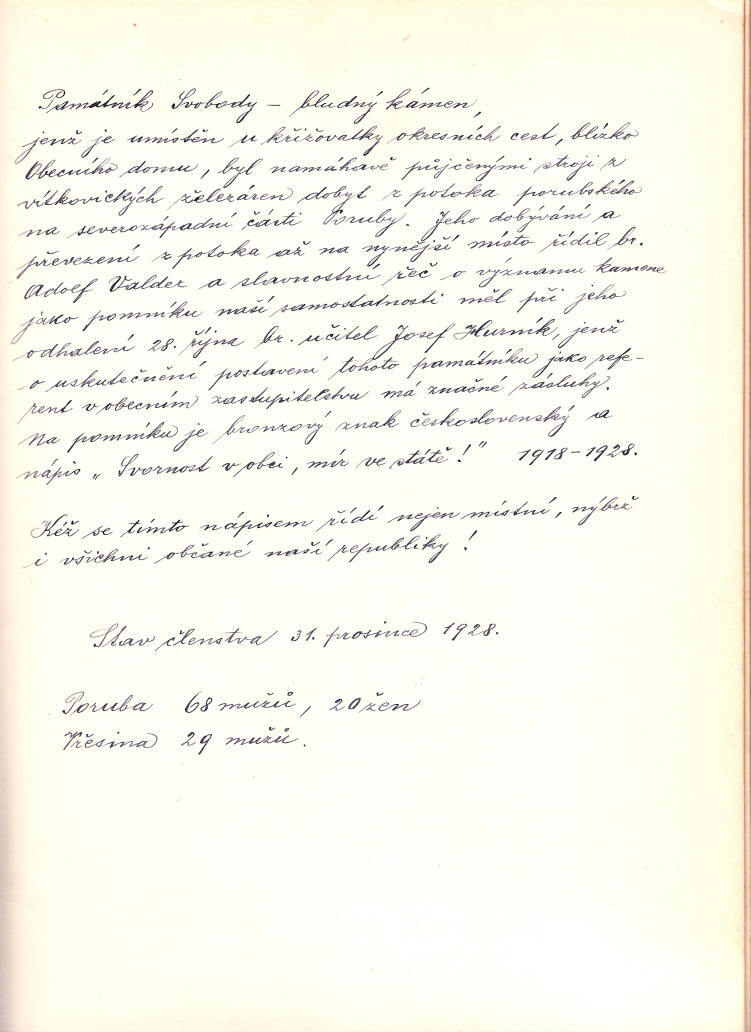 Památník Svobody – bludný kámen,
jenž je umístěn u křižovatky okresních cest, blízko
Obecního domu, byl namáhavě půjčenými stroji z
vítkovických železáren dobyt z potoka porubského
na severozápadní části Poruby. Jeho dobývání a
převezení z potoka až na nynější místo řídil br.
Adolf Valder a slavnostní řeč o významu kamene
jako pomníku naší samostatnosti měl při jeho
odhalení 28. října br. učitel Josef Hurník, jenž
o uskutečnění postavení tohoto památníku jako refe-
rent v obecním zastupitelstvu má značné zásluhy.
Na pomníku je bronzový znak československý a
nápis „Svornost v obci, mír ve státě!" 1918–1928.
Kéž se tímto nápisem řídí nejen místní, nýbrž
i všichni občané naší republiky!
Stav členstva 31. prosince 1928.
Poruba 68 mužů, 20 žen
Vřesina 29 mužů.